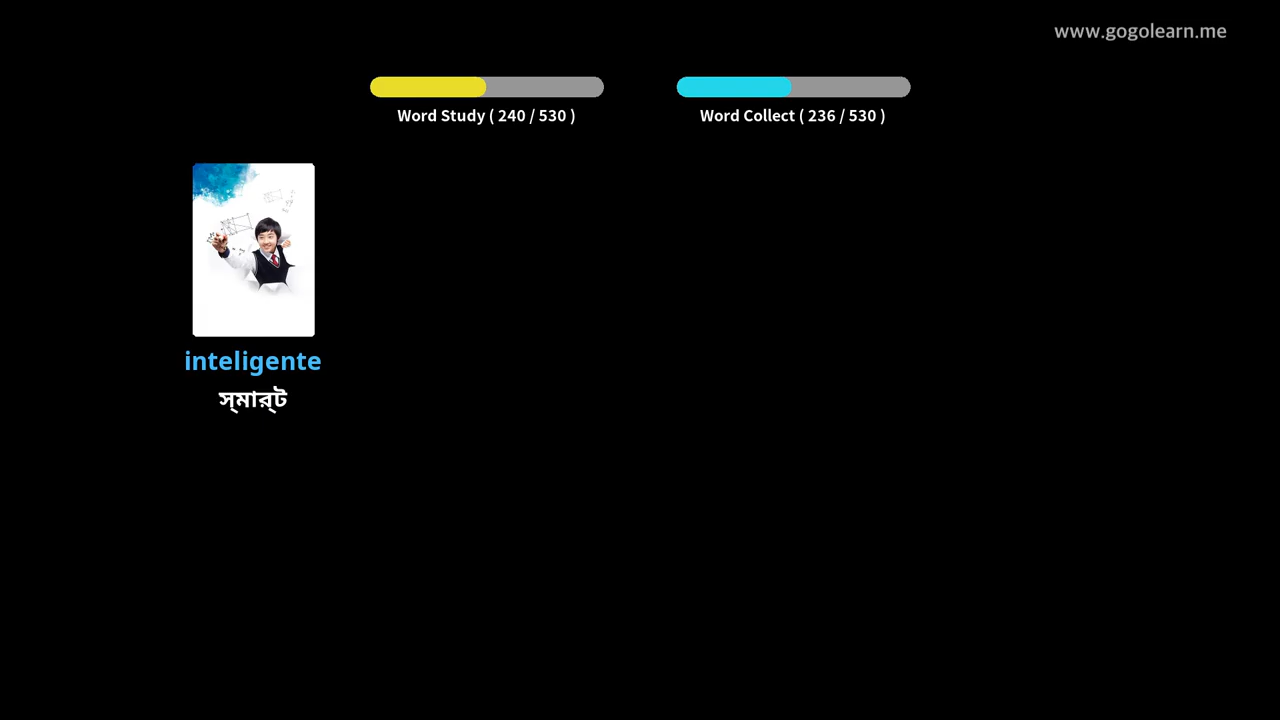 www.gogolearn.me
Word Study ( 240 / 530 )
Word Collect ( 236 / 530 )
inteligente
স্মার্ট